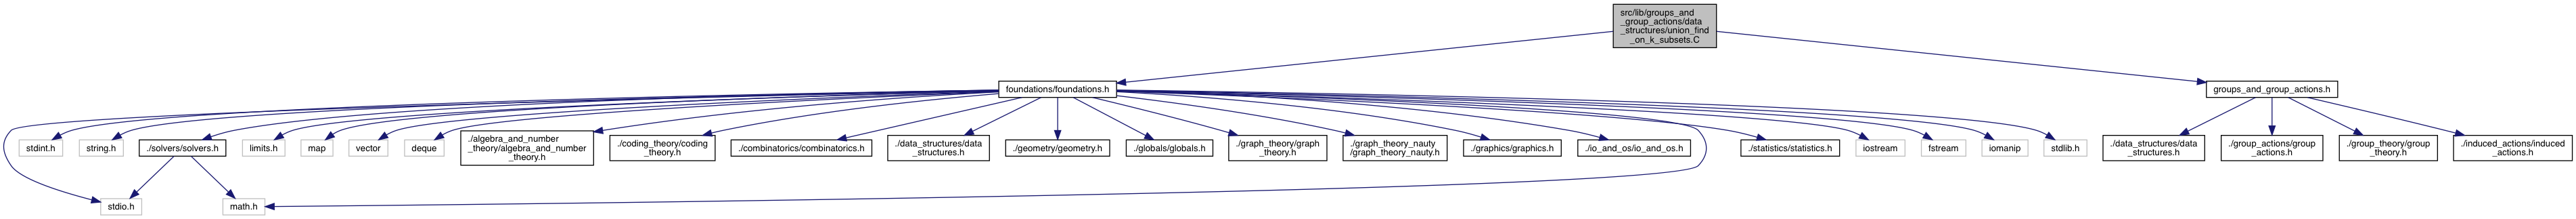 src/lib/groups_and
_group_actions/data
_structures/union_find
_on_k_subsets.C
foundations/foundations.h
groups_and_group_actions.h
stdint.h
string.h
./solvers/solvers.h
limits.h
map
vector
deque
./algebra_and_number
_theory/algebra_and_number
_theory.h
./coding_theory/coding
_theory.h
./combinatorics/combinatorics.h
./data_structures/data
_structures.h
./geometry/geometry.h
./globals/globals.h
./graph_theory/graph
_theory.h
./graph_theory_nauty
/graph_theory_nauty.h
./graphics/graphics.h
./io_and_os/io_and_os.h
./statistics/statistics.h
iostream
fstream
iomanip
stdlib.h
./data_structures/data
_structures.h
./group_actions/group
_actions.h
./group_theory/group
_theory.h
./induced_actions/induced
_actions.h
stdio.h
math.h